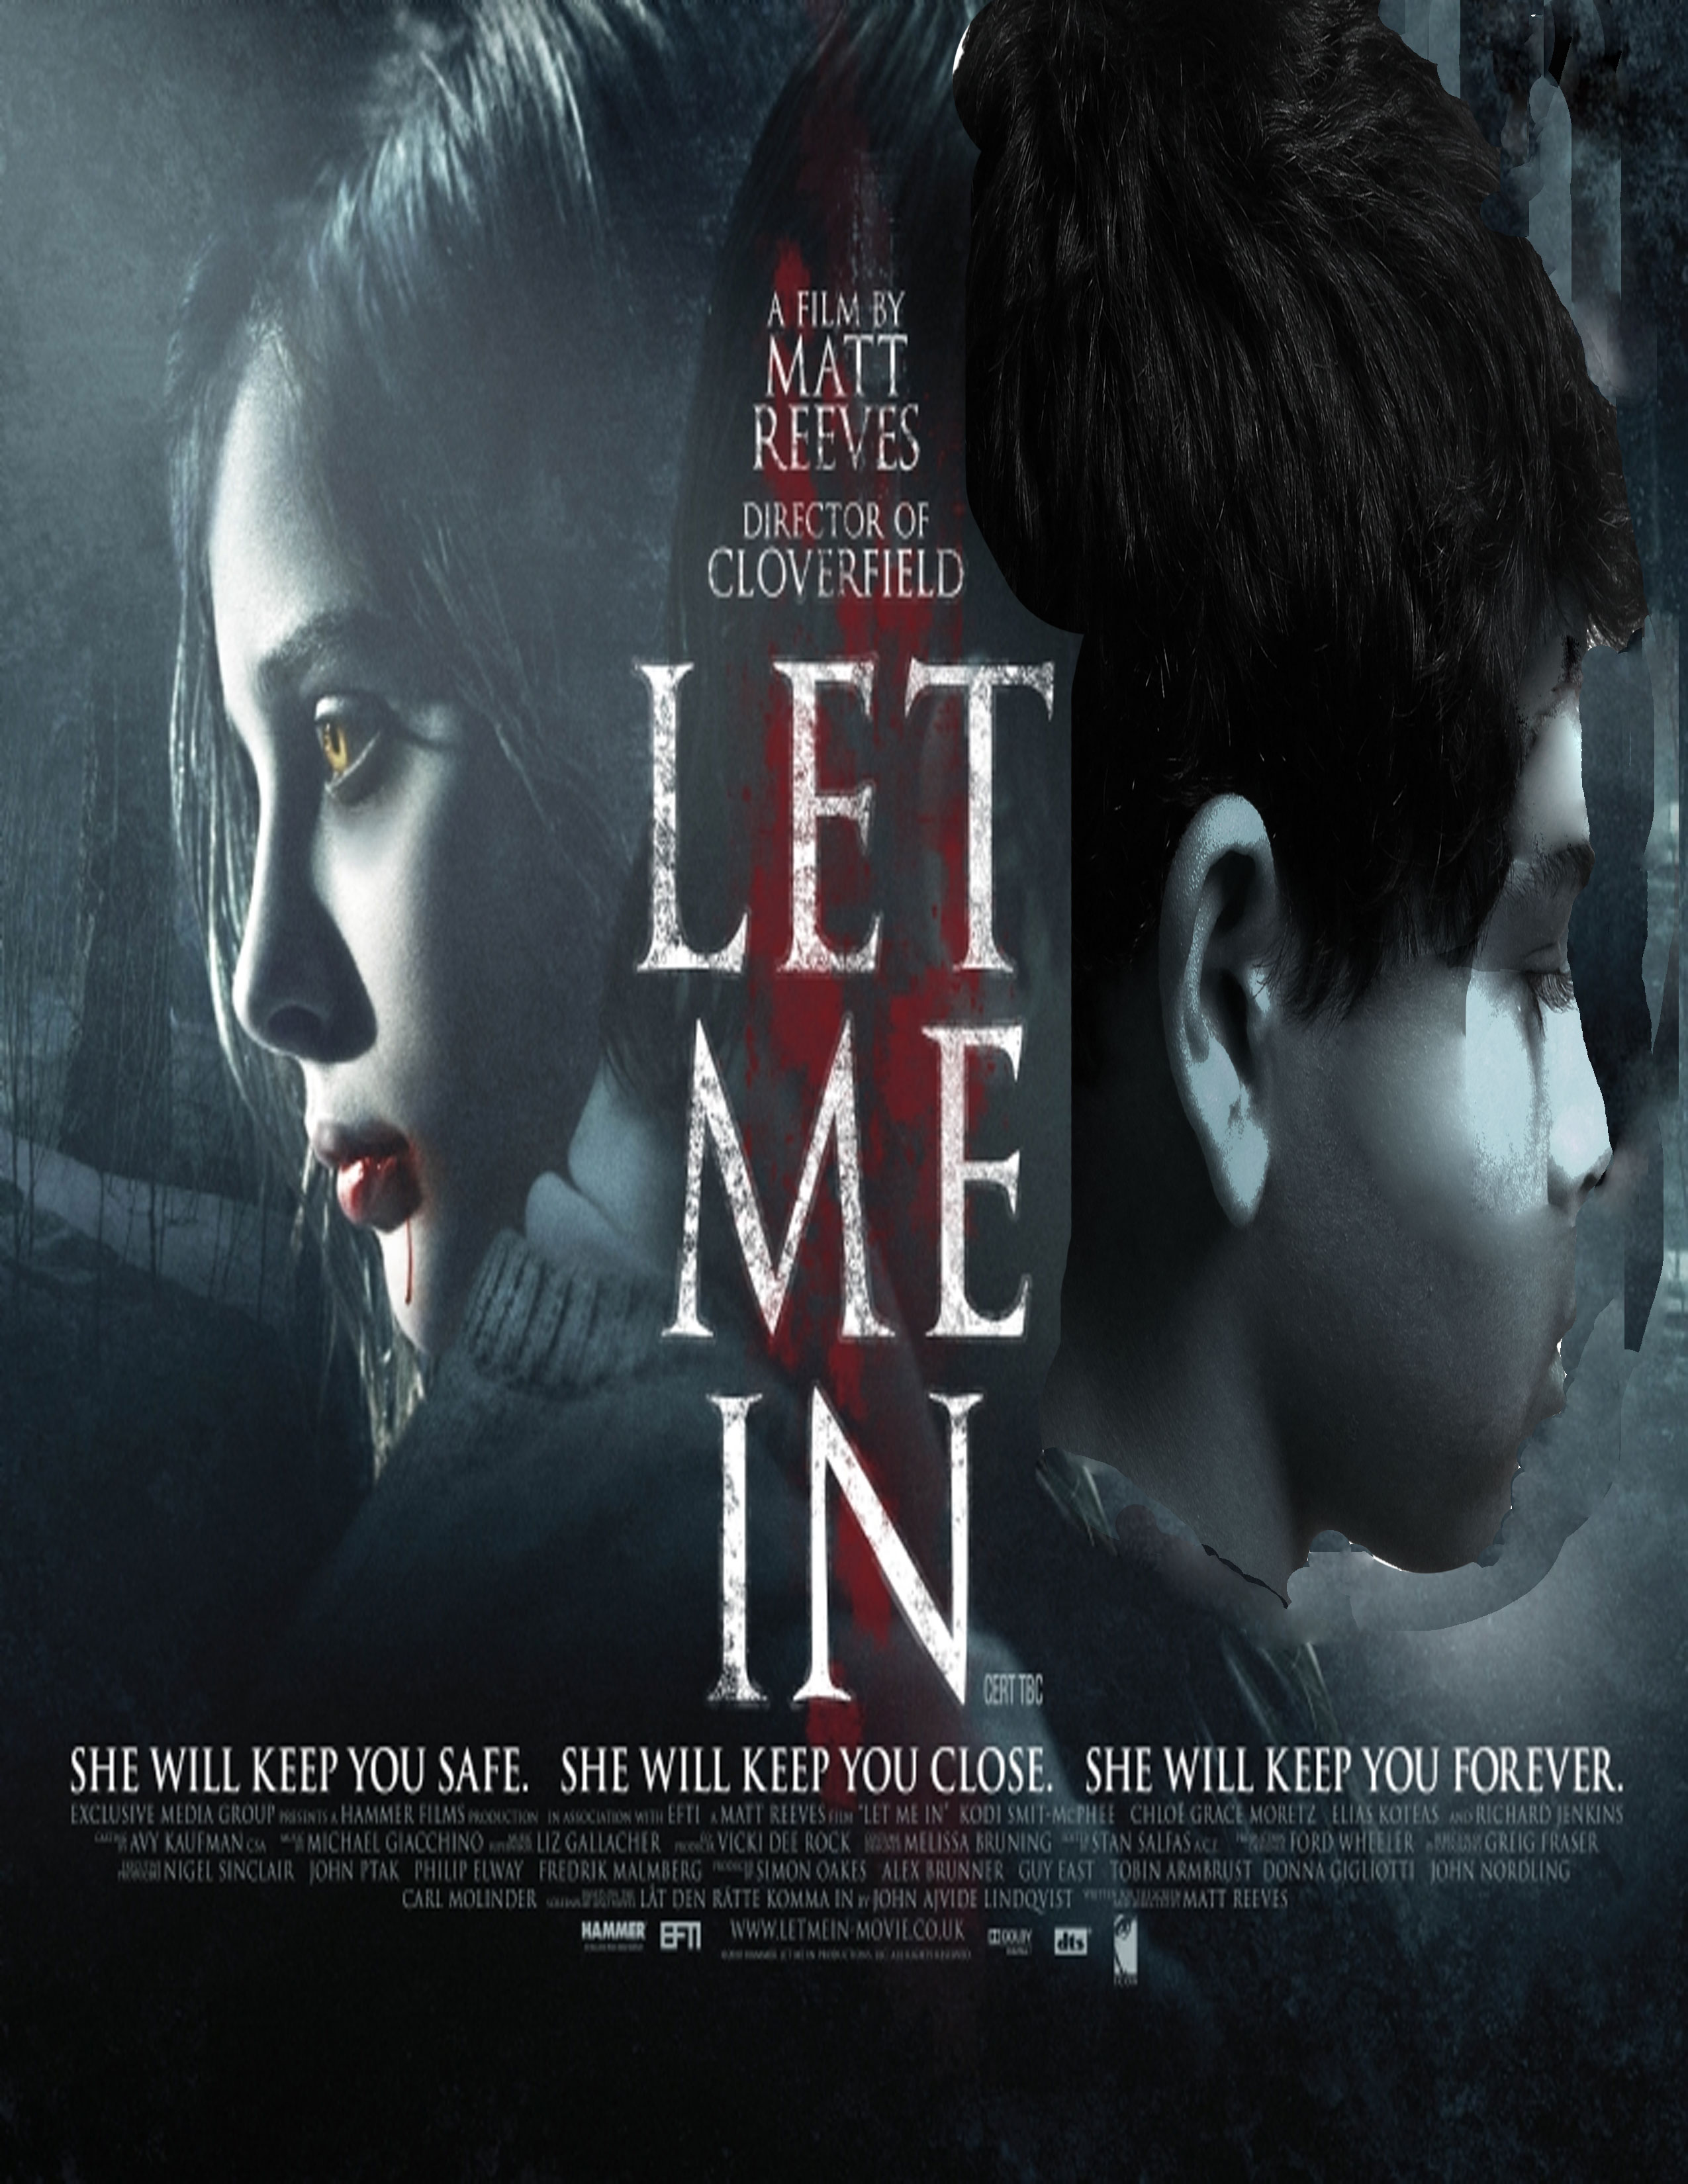 A FILM BY
MATT
REEVES
DIRECTOR OF
CLOVERFIELD
LET
ME
IN
CERT TBC
SHE WILL KEEP YOU SAFE. SHE WILL KEEP YOU CLOSE. SHE WILL KEEP YOU FOREVER.
EXCLUSIVE MEDIA GROUP PRESENTS A HAMMER FILMS PRODUCTION IN ASSOCIATION WITH EFTI A MATT REEVES FILM "LET ME IN" KODI SMIT-MCPHEE CHLOË GRACE MORETZ ELIAS KOTEAS AND RICHARD JENKINS
AVY KAUFMAN CSA MICHAEL GIACCHINO LIZ GALLACHER VICKI DEE ROCK MELISSA BRUNING STAN SALFAS A.C.E. FORD WHEELER GREIG FRASER
NIGEL SINCLAIR JOHN PTAK PHILIP ELWAY FREDRIK MALMBERG SIMON OAKES ALEX BRUNNER GUY EAST TOBIN ARMBRUST DONNA GIGLIOTTI JOHN NORDLING
CARL MOLINDER LÅT DEN RÄTTE KOMMA IN BY JOHN AJVIDE LINDQVIST MATT REEVES
HAMMER EFTI WWW.LETMEIN-MOVIE.CO.UK DOLBY dts ICON